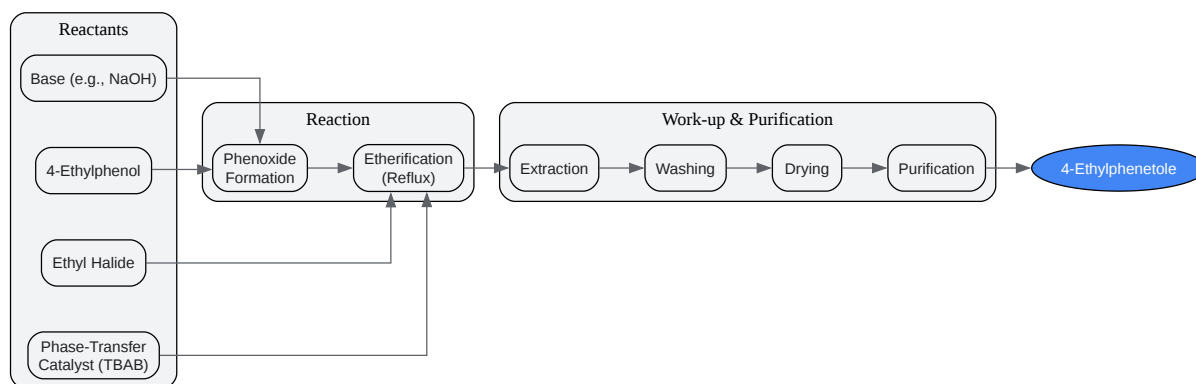 Reactants
Base (e.g., NaOH)
4-Ethylphenol
Ethyl Halide
Phase-Transfer
Catalyst (TBAB)
Reaction
Phenoxide
Formation
Etherification
(Reflux)
Work-up & Purification
Extraction
Washing
Drying
Purification
4-Ethylphenetole